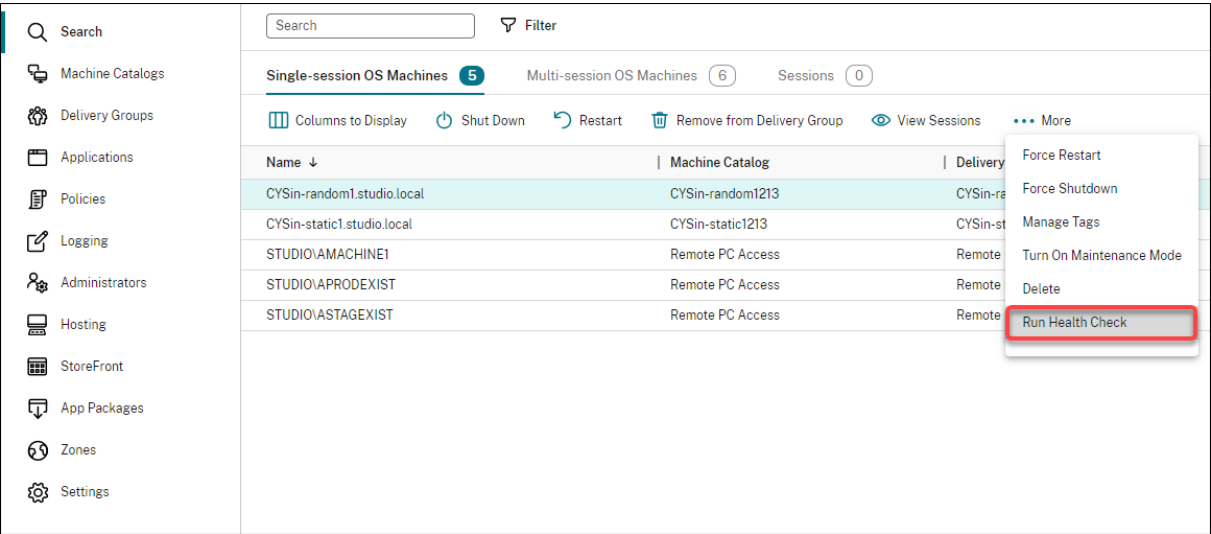 Search
Machine Catalogs
Delivery Groups
Applications
Policies
Logging
Administrators
Hosting
StoreFront
App Packages
Zones
Settings
Search Filter
Single-session OS Machines 5 Multi-session OS Machines 6 Sessions 0
Columns to Display Shut Down Restart Remove from Delivery Group View Sessions ••• More
Name ↓ Machine Catalog Delivery
CYSin-random1.studio.local CYSin-random1213 CYSin-ra
CYSin-static1.studio.local CYSin-static1213 CYSin-st
STUDIO\AMACHINE1 Remote PC Access Remote
STUDIO\APRODEXIST Remote PC Access Remote
STUDIO\ASTAGEXIST Remote PC Access Remote
Force Restart
Force Shutdown
Manage Tags
Turn On Maintenance Mode
Delete
Run Health Check